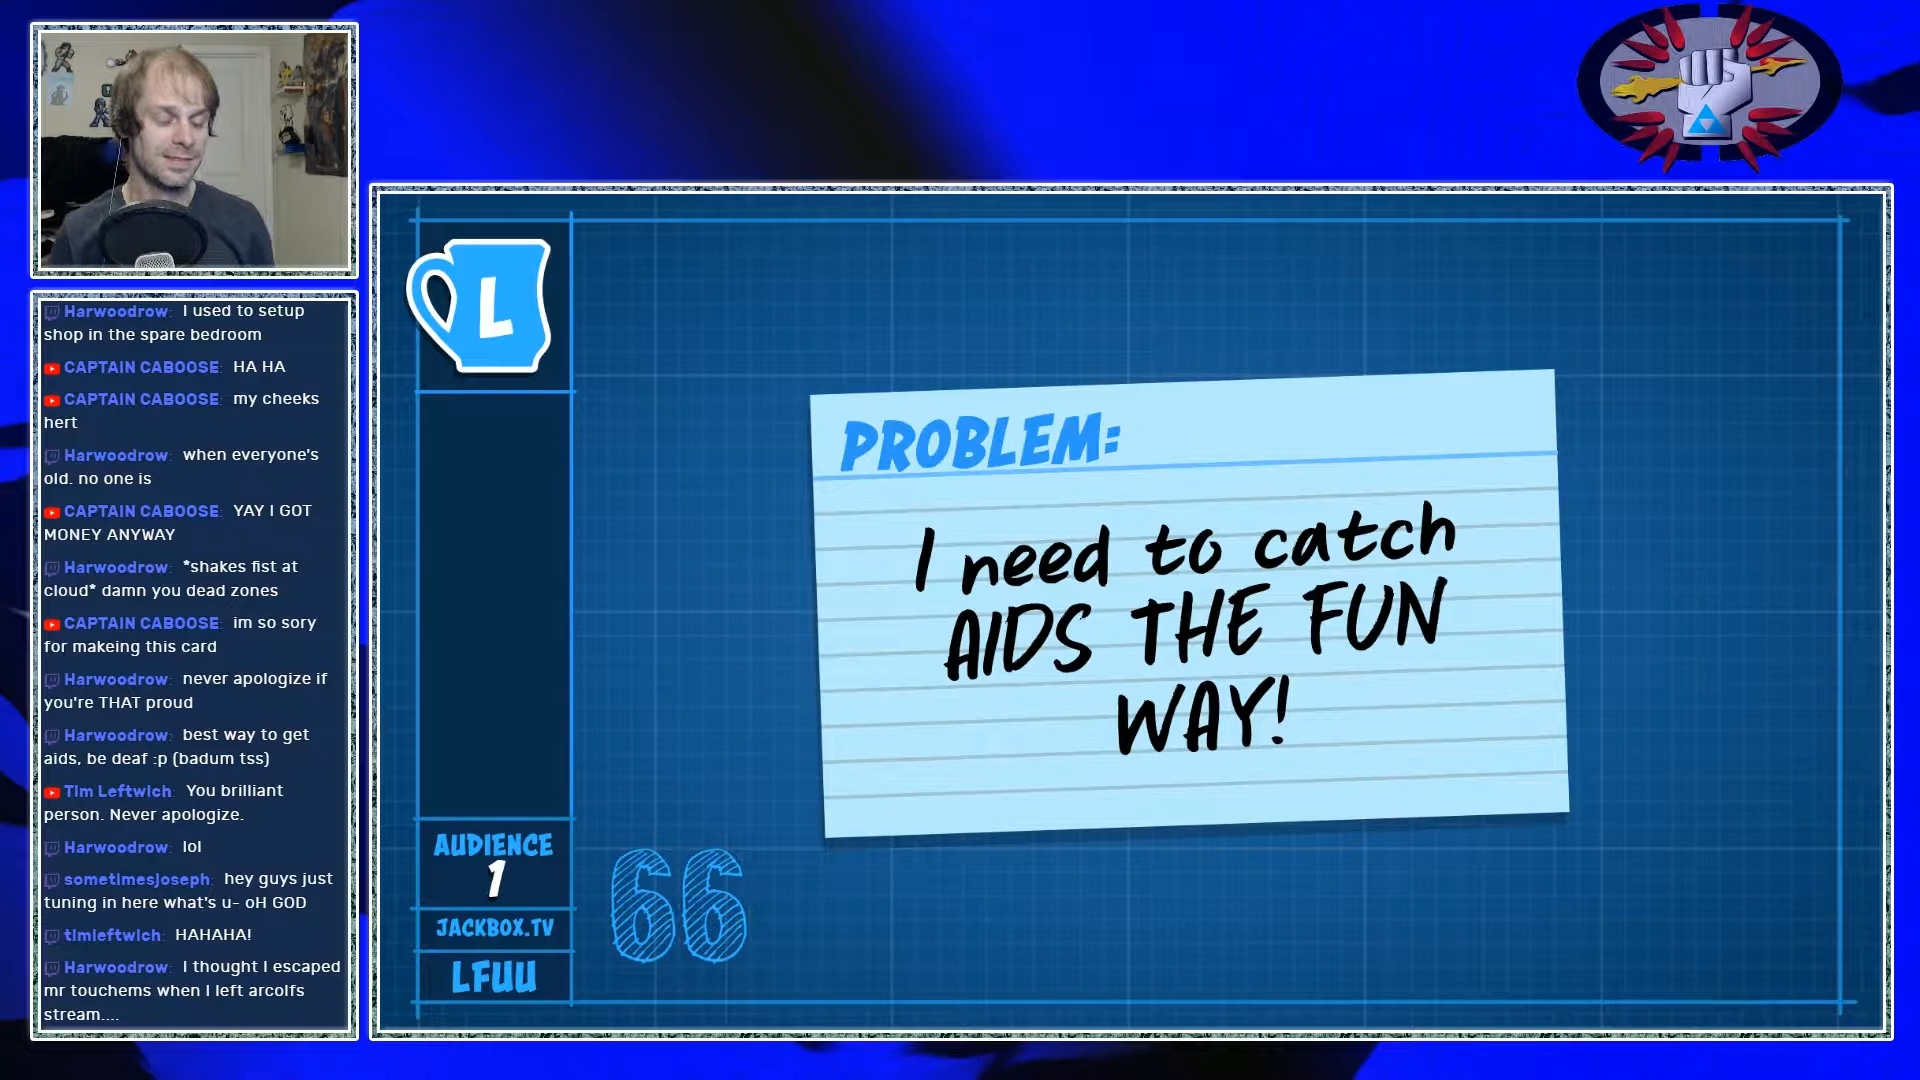 Harwoodrow: I used to setup
shop in the spare bedroom
CAPTAIN CABOOSE: HA HA
CAPTAIN CABOOSE: my cheeks
hert
Harwoodrow: when everyone's
old. no one is
CAPTAIN CABOOSE: YAY I GOT
MONEY ANYWAY
Harwoodrow: *shakes fist at
cloud* damn you dead zones
CAPTAIN CABOOSE: im so sory
for makeing this card
Harwoodrow: never apologize if
you're THAT proud
Harwoodrow: best way to get
aids, be deaf :p (badum tss)
Tim Leftwich: You brilliant
person. Never apologize.
Harwoodrow: lol
sometimesjoseph: hey guys just
tuning in here what's u- oH GOD
timleftwich: HAHAHA!
Harwoodrow: I thought I escaped
mr touchems when I left arcolfs
stream....
L
AUDIENCE
1
JACKBOX.TV
LFUU
66
PROBLEM:
I need to catch
AIDS THE FUN
WAY!